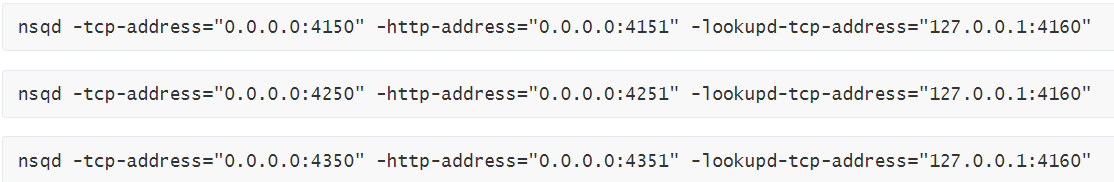 nsqd -tcp-address="0.0.0.0:4150" -http-address="0.0.0.0:4151" -lookupd-tcp-address="127.0.0.1:4160"
nsqd -tcp-address="0.0.0.0:4250" -http-address="0.0.0.0:4251" -lookupd-tcp-address="127.0.0.1:4160"
nsqd -tcp-address="0.0.0.0:4350" -http-address="0.0.0.0:4351" -lookupd-tcp-address="127.0.0.1:4160"